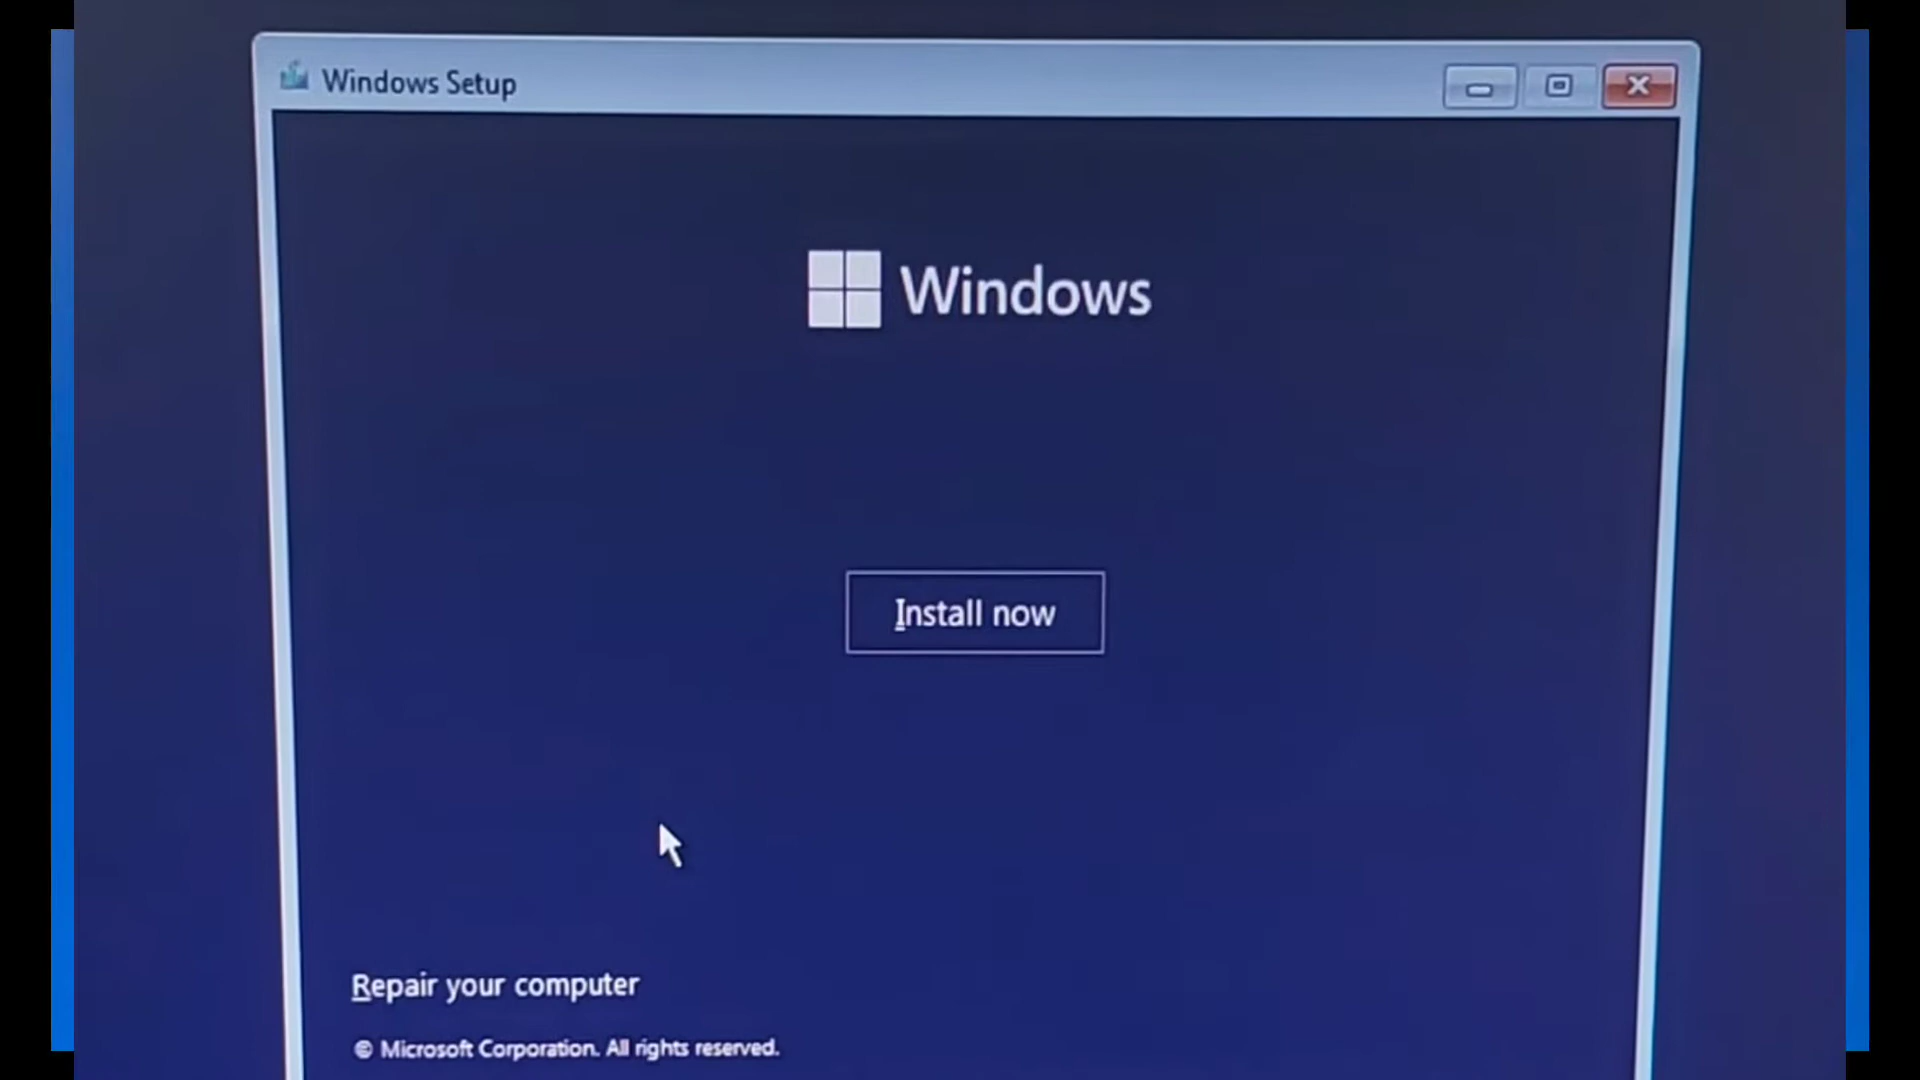 Windows Setup
Windows
Install now
Repair your computer
© Microsoft Corporation. All rights reserved.